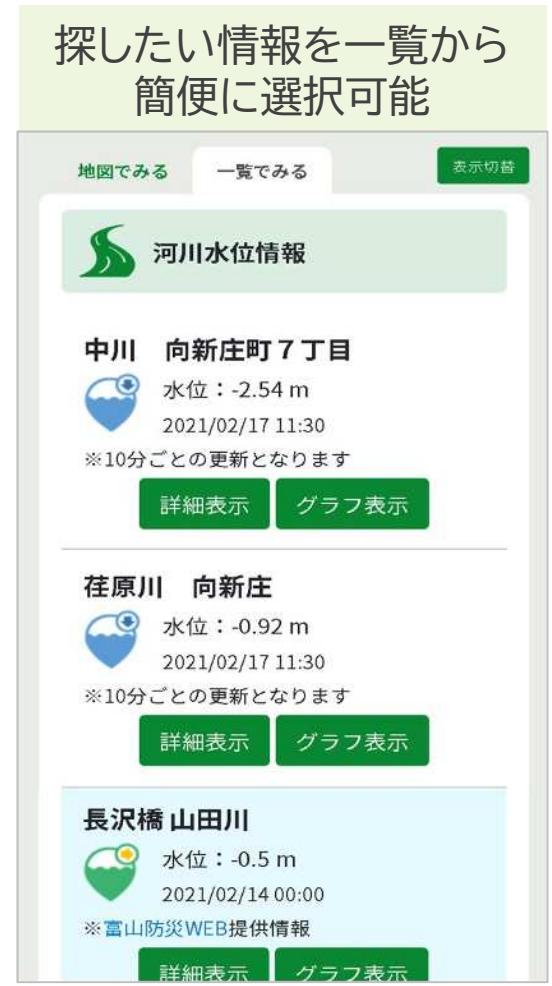 探したい情報を一覧から
簡便に選択可能
地図でみる 一覧でみる 表示切替
河川水位情報
中川 向新庄町７丁目
水位：-2.54 m
2021/02/17 11:30
※10分ごとの更新となります
詳細表示 グラフ表示
荏原川 向新庄
水位：-0.92 m
2021/02/17 11:30
※10分ごとの更新となります
詳細表示 グラフ表示
長沢橋 山田川
水位：-0.5 m
2021/02/14 00:00
※富山防災WEB提供情報
詳細表示 グラフ表示